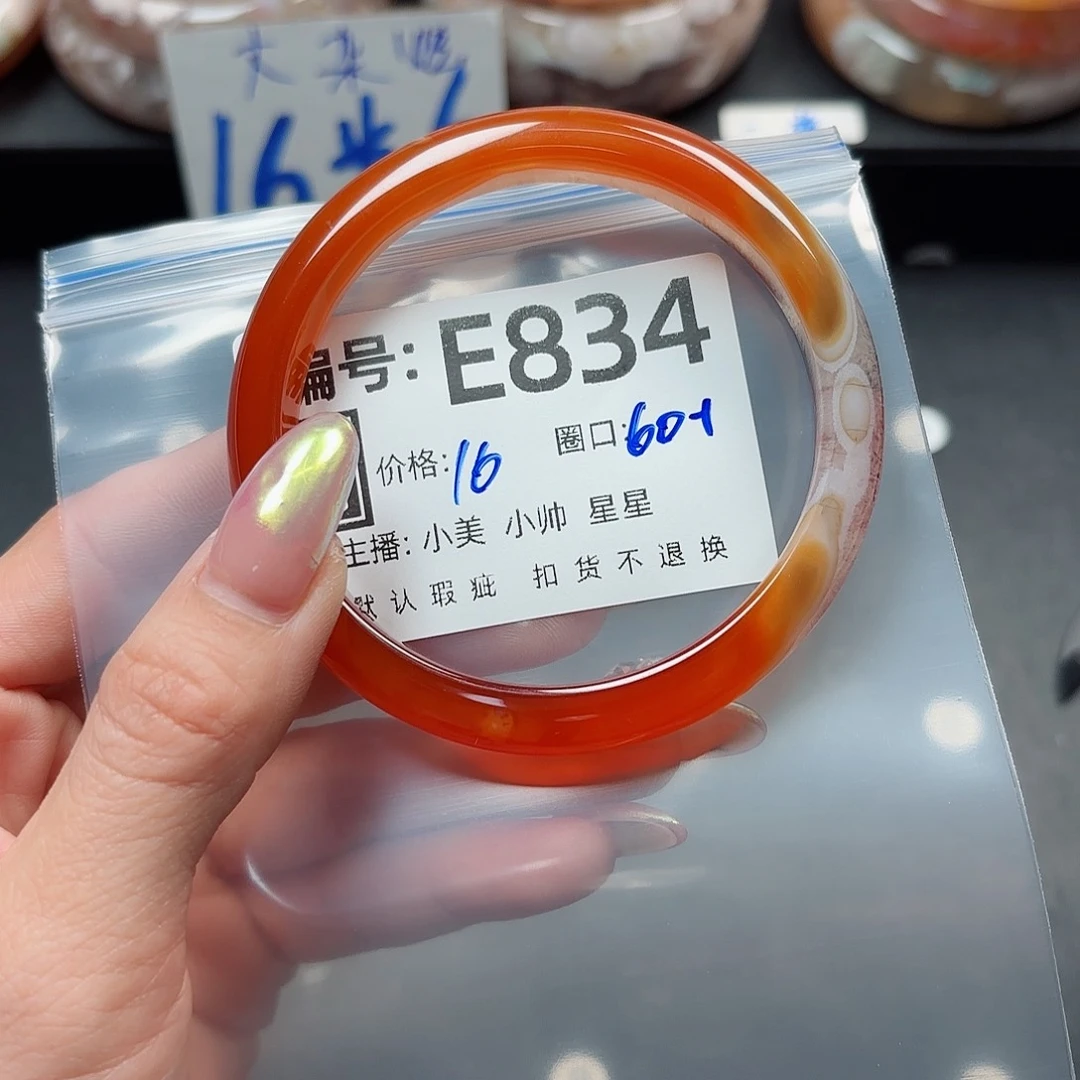 16*6
编号: E834
价格: 16 圈口: 60+
主播: 小美 小帅 星星
默认瑕疵 扣货不退换